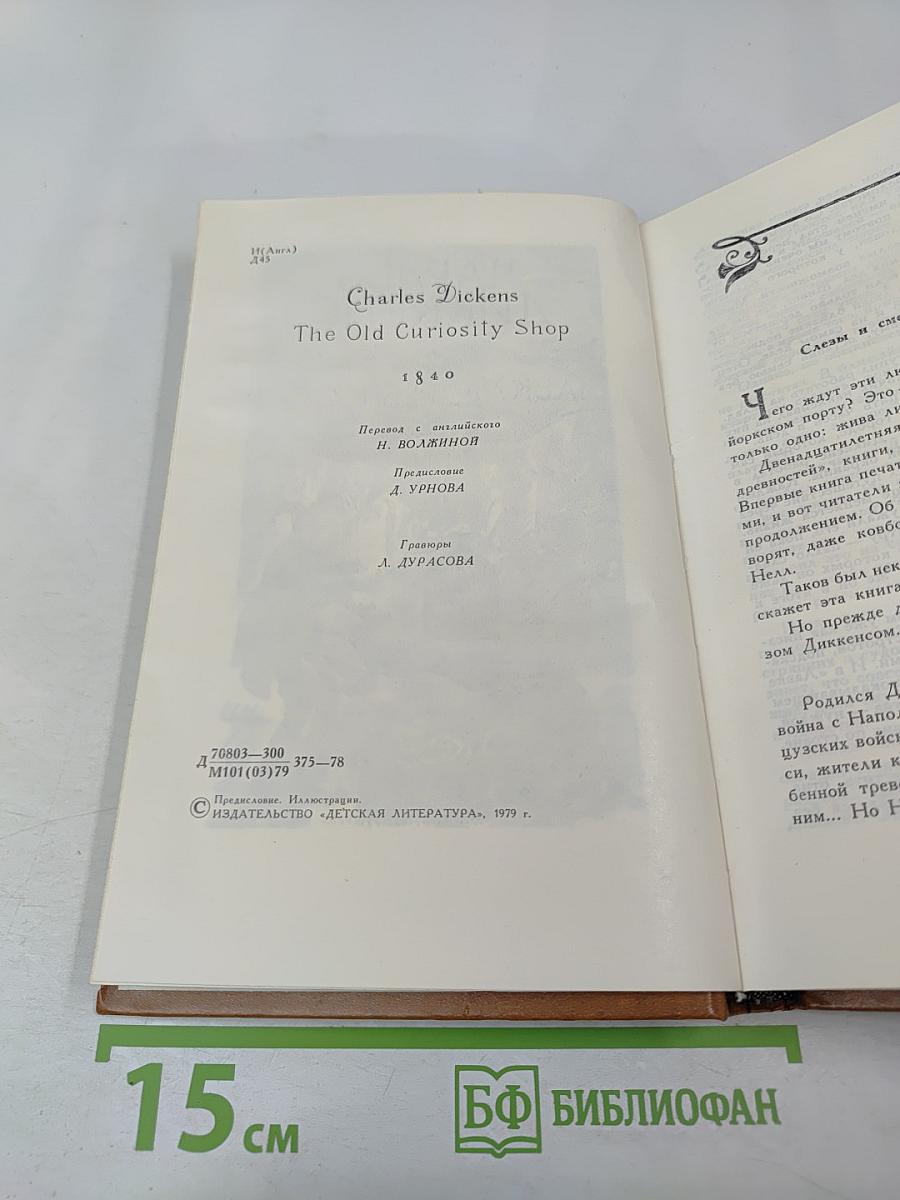 И(Англ)
Д45
Charles Dickens
The Old Curiosity Shop
1840
Перевод с английского
Н. ВОЛЖИНОЙ
Предисловие
Д. УРНОВА
Гравюры
Л. ДУРАСОВА
Д 70803—300 375—78
М101(03)79
© Предисловие. Иллюстрации.
ИЗДАТЕЛЬСТВО «ДЕТСКАЯ ЛИТЕРАТУРА», 1979 г.
Слезы и сме
Чего ждут эти лю
йоркском порту? Это
только одно: жива ли
Двенадцатилетняя
древностей», книги,
Впервые книга печат
ми, и вот читатели
продолжением. Об
ворят, даже ковбо
Нелл.
Таков был нек
скажет эта книга
Но прежде д
зом Диккенсом.
Родился Д
война с Напол
цузских войск
си, жители к
бенной трево
ним... Но Н
15 см
БФ БИБЛИОФАН